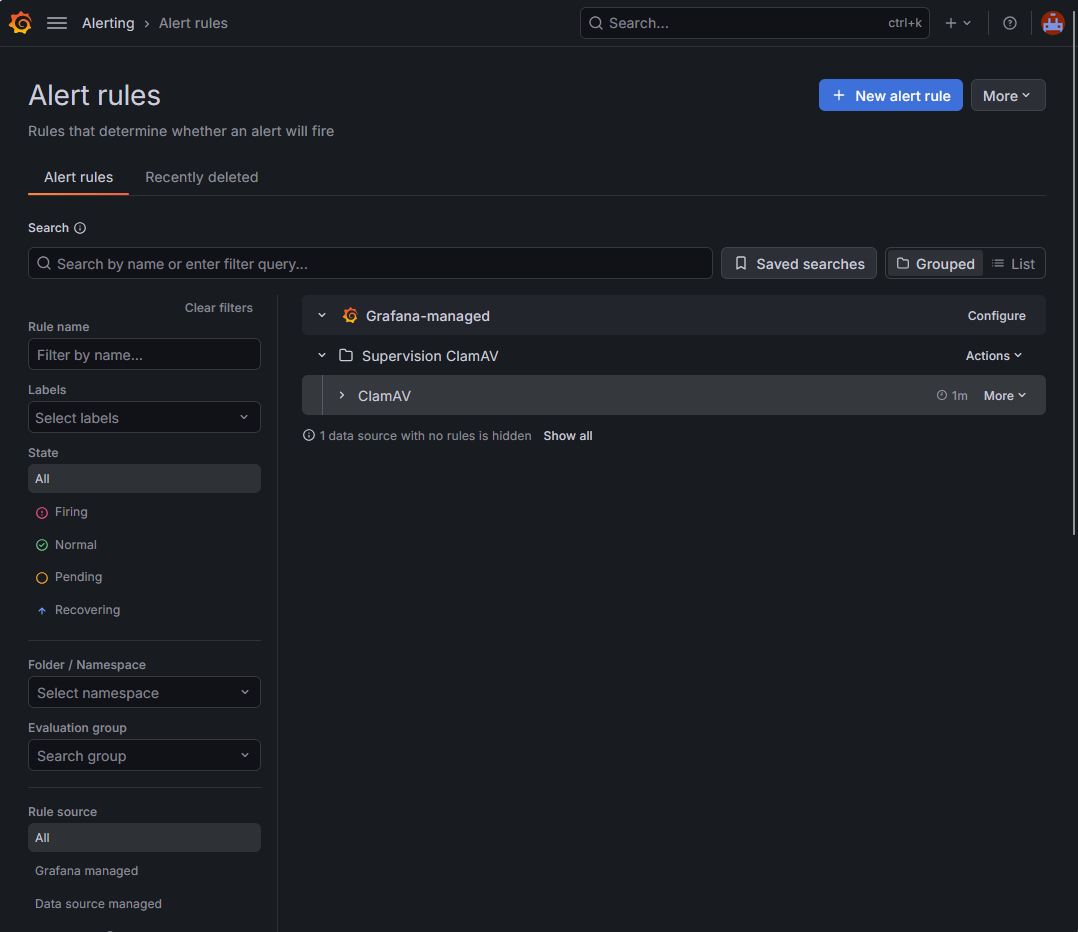 Alerting › Alert rules
Search... ctrl+k
Alert rules
New alert rule
More
Rules that determine whether an alert will fire
Alert rules
Recently deleted
Search
Search by name or enter filter query...
Saved searches
Grouped
List
Clear filters
Rule name
Filter by name...
Labels
Select labels
State
All
Firing
Normal
Pending
Recovering
Folder / Namespace
Select namespace
Evaluation group
Search group
Rule source
All
Grafana managed
Data source managed
Grafana-managed
Configure
Supervision ClamAV
Actions
ClamAV
1m
More
1 data source with no rules is hidden Show all